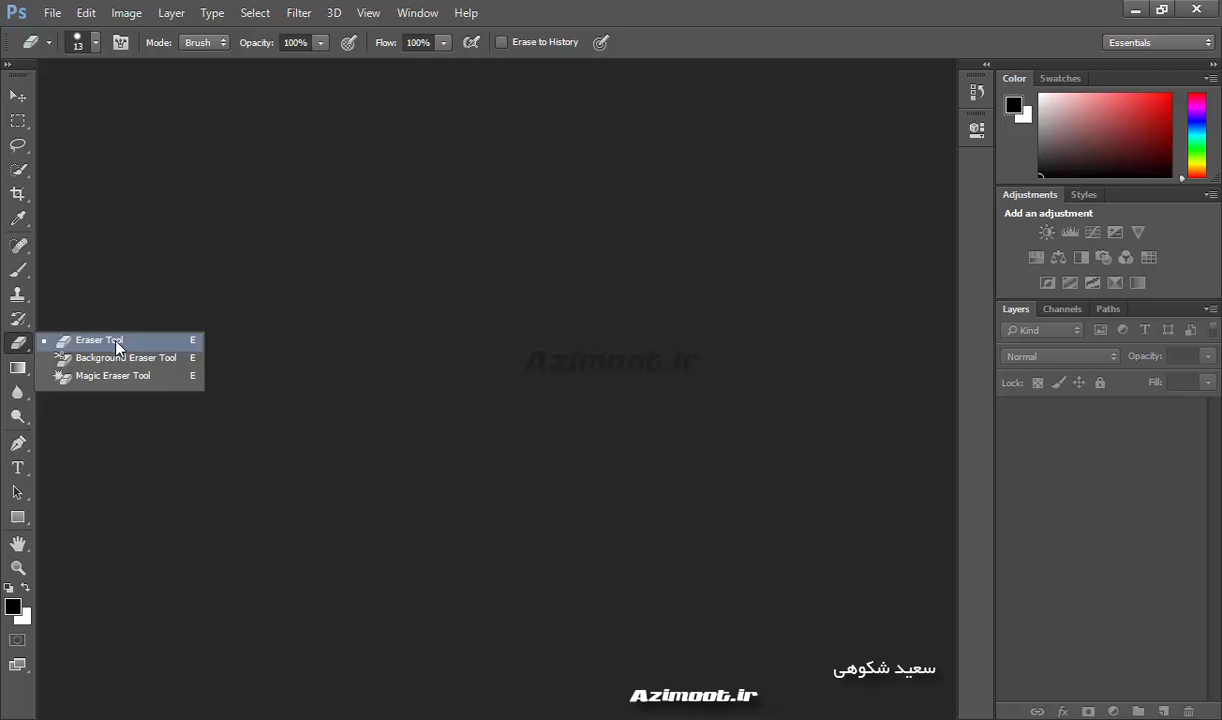 Ps File Edit Image Layer Type Select Filter 3D View Window Help
13 Mode: Brush Opacity: 100% Flow: 100% Erase to History Essentials
Color Swatches
Adjustments Styles
Add an adjustment
Layers Channels Paths
Kind
Normal Opacity:
Lock: Fill:
Eraser Tool E
Background Eraser Tool E
Magic Eraser Tool E
Azimoot.ir
سعید شکوهی
Azimoot.ir